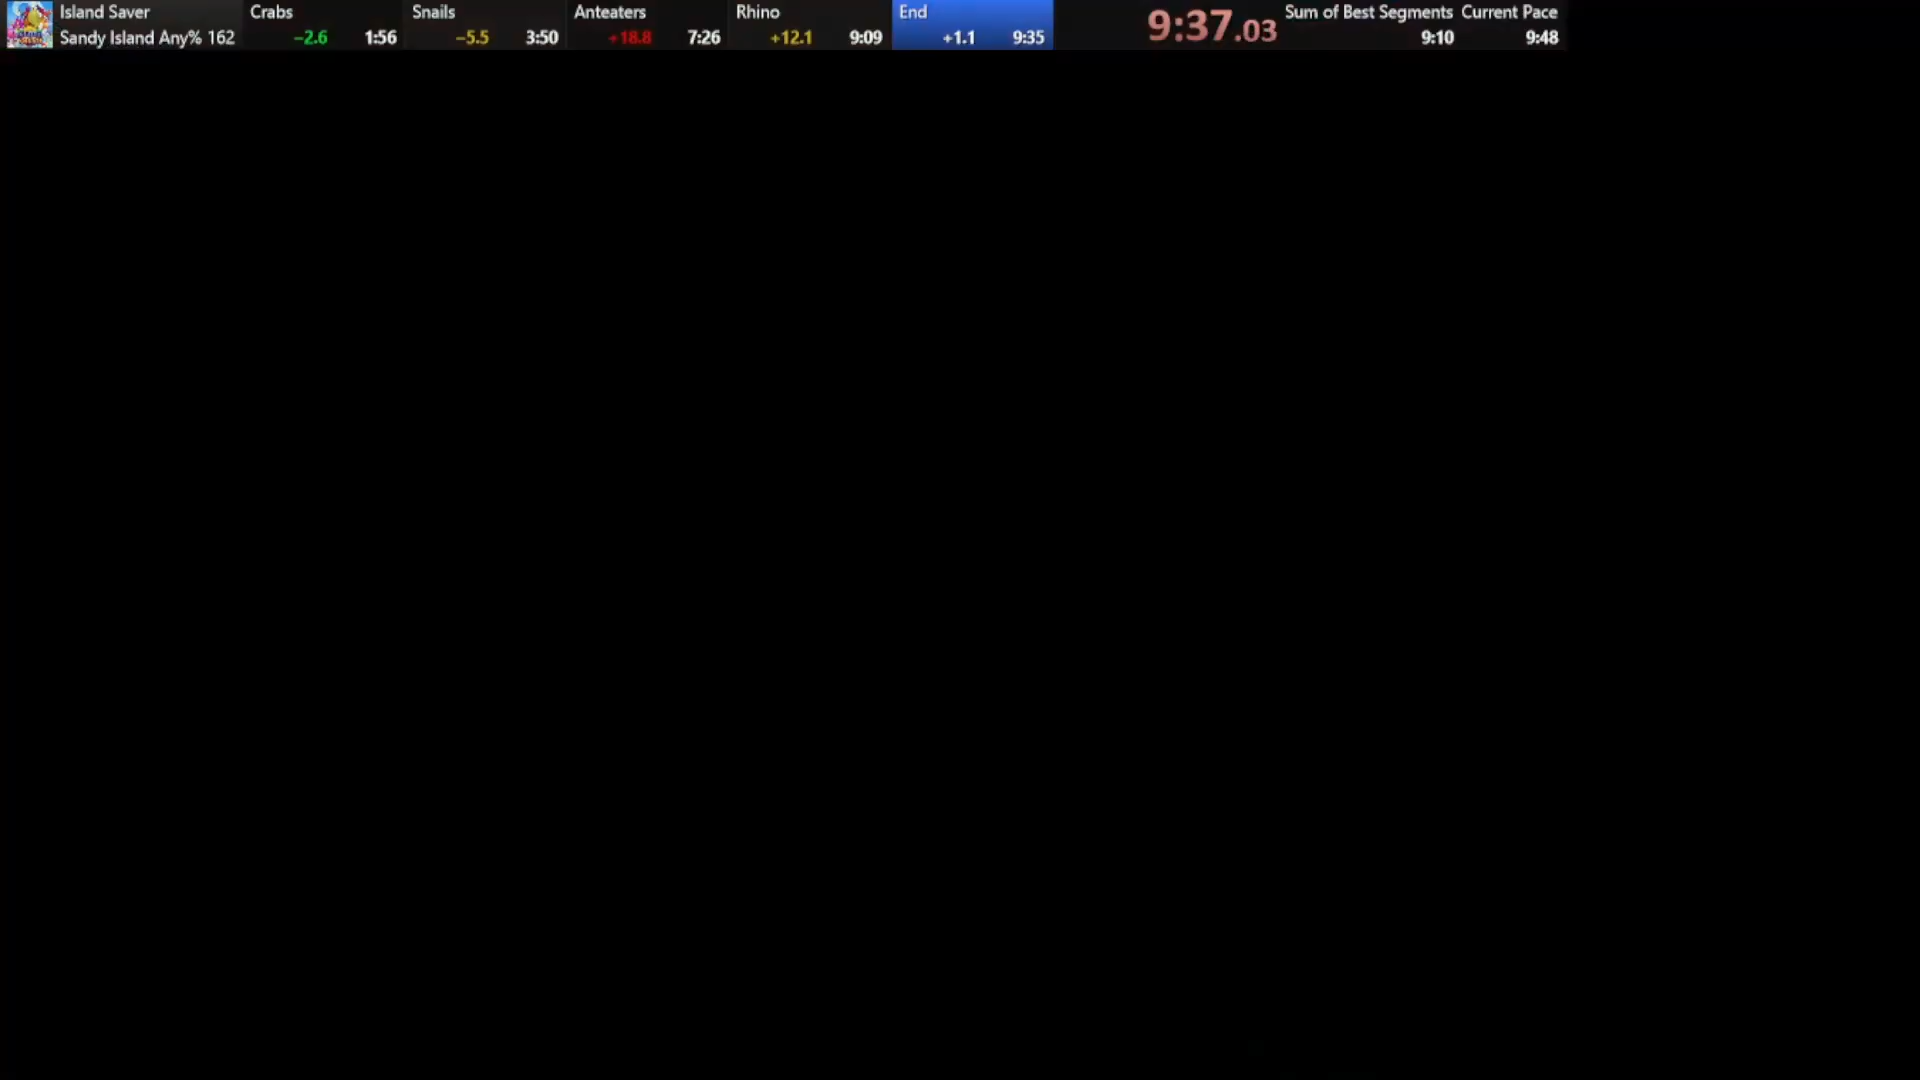 Island Saver
Sandy Island Any% 162
Crabs
−2.6 1:56
Snails
−5.5 3:50
Anteaters
+18.8 7:26
Rhino
+12.1 9:09
End
+1.1 9:35
9:37.03
Sum of Best Segments
9:10
Current Pace
9:48